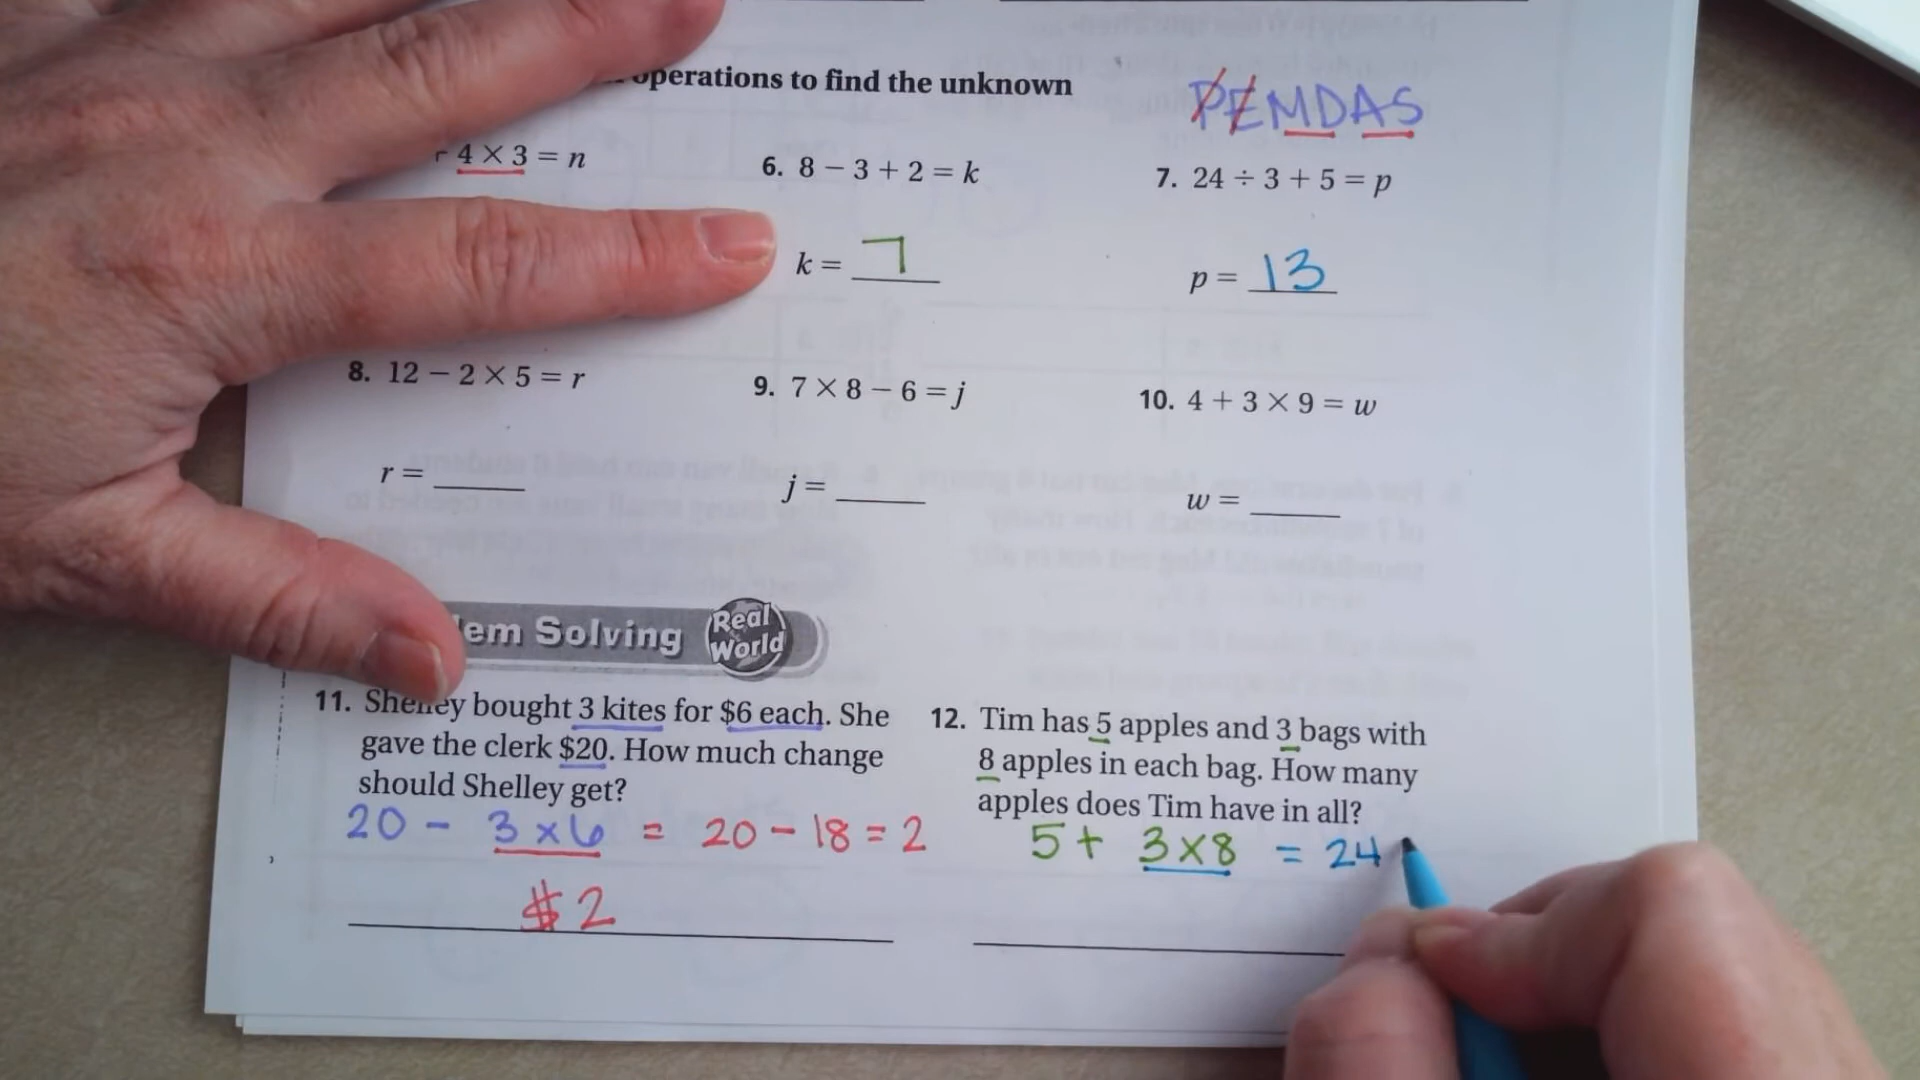 operations to find the unknown
PEMDAS
4 × 3 = n
6. 8 − 3 + 2 = k
7. 24 ÷ 3 + 5 = p
k = 7
p = 13
8. 12 − 2 × 5 = r
9. 7 × 8 − 6 = j
10. 4 + 3 × 9 = w
r =
j =
w =
Solving
Real World
11. Shelley bought 3 kites for $6 each. She
gave the clerk $20. How much change
should Shelley get?
20 − 3 × 6 = 20 − 18 = 2
$2
12. Tim has 5 apples and 3 bags with
8 apples in each bag. How many
apples does Tim have in all?
5 + 3 × 8 = 24